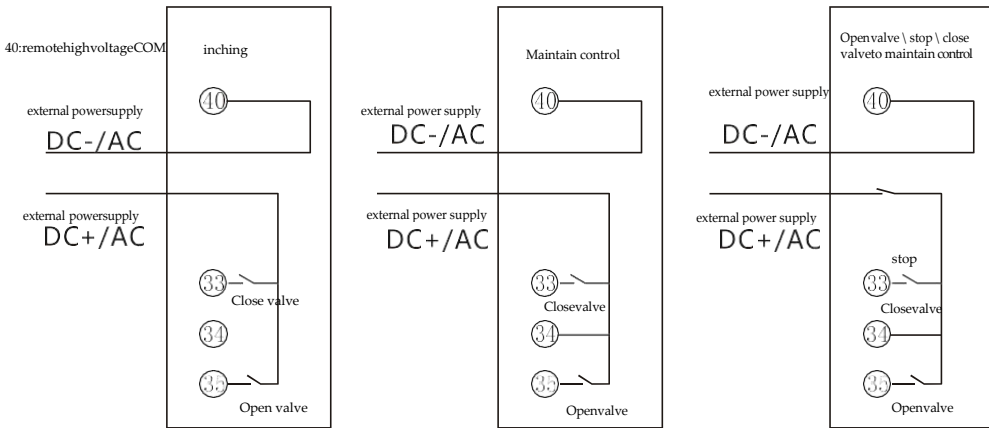 40:remotehighvoltageCOM
inching
40
external powersupply
DC-/AC
external powersupply
DC+/AC
33
Close valve
34
35
Open valve
Maintain control
40
external powersupply
DC-/AC
external power supply
DC+/AC
33
Closevalve
34
35
Openvalve
Openvalve \ stop \ close
valveto maintain control
40
external power supply
DC-/AC
external power supply
DC+/AC
stop
33
Closevalve
34
35
Openvalve